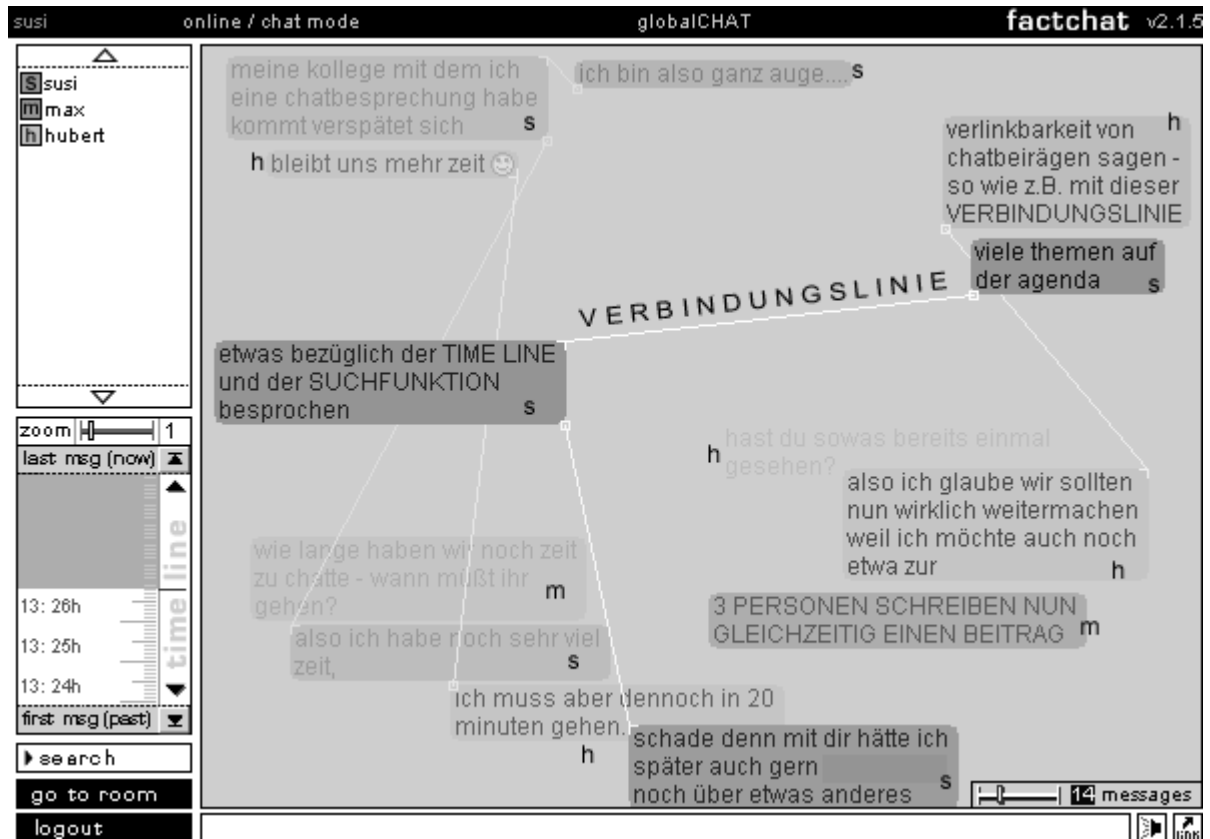 susi online / chat mode globalCHAT factchat v2.1.5
S susi
m max
h hubert
zoom 1
last msg (now)
time line
13: 26h
13: 25h
13: 24h
first msg (past)
search
go to room
logout
meine kollege mit dem ich
eine chatbesprechung habe
kommt verspätet sich s
ich bin also ganz auge.... s
h bleibt uns mehr zeit
verlinkbarkeit von h
chatbeirägen sagen -
so wie z.B. mit dieser
VERBINDUNGSLINIE
viele themen auf
der agenda s
VERBINDUNGSLINIE
etwas bezüglich der TIME LINE
und der SUCHFUNKTION
besprochen s
hast du sowas bereits einmal
h gesehen?
also ich glaube wir sollten
nun wirklich weitermachen
weil ich möchte auch noch
etwa zur h
wie lange haben wir noch zeit
zu chatte - wann müßt ihr
gehen? m
3 PERSONEN SCHREIBEN NUN
GLEICHZEITIG EINEN BEITRAG m
also ich habe noch sehr viel
zeit, s
ich muss aber dennoch in 20
minuten gehen.
h
schade denn mit dir hätte ich
später auch gern
noch über etwas anderes s
14 messages
link